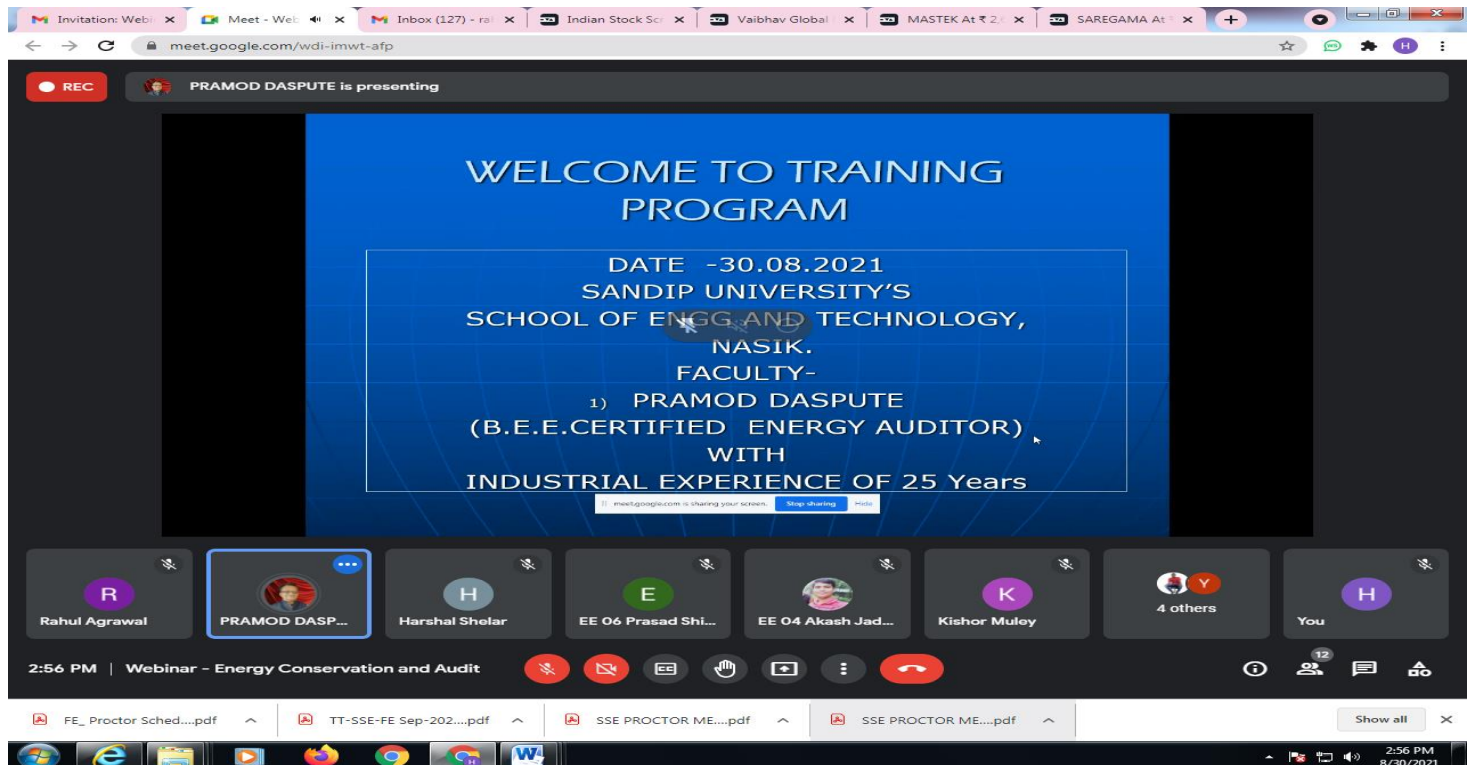 Invitation: Webi
Meet - Web
Inbox (127) - ral
Indian Stock Scr
Vaibhav Global
MASTEK At ₹ 2,
SAREGAMA At
meet.google.com/wdi-imwt-afp
H
REC
PRAMOD DASPUTE is presenting
WELCOME TO TRAINING
PROGRAM
DATE -30.08.2021
SANDIP UNIVERSITY’S
SCHOOL OF ENGG AND TECHNOLOGY,
NASIK.
FACULTY-
1) PRAMOD DASPUTE
(B.E.E.CERTIFIED ENERGY AUDITOR)
WITH
INDUSTRIAL EXPERIENCE OF 25 Years
meet.google.com is sharing your screen. Stop sharing Hide
R
H
E
K
Y
H
Rahul Agrawal
PRAMOD DASP...
Harshal Shelar
EE 06 Prasad Shi...
EE 04 Akash Jad...
Kishor Muley
4 others
You
2:56 PM | Webinar - Energy Conservation and Audit
12
FE_ Proctor Sched....pdf
TT-SSE-FE Sep-202....pdf
SSE PROCTOR ME....pdf
SSE PROCTOR ME....pdf
Show all
2:56 PM
8/30/2021